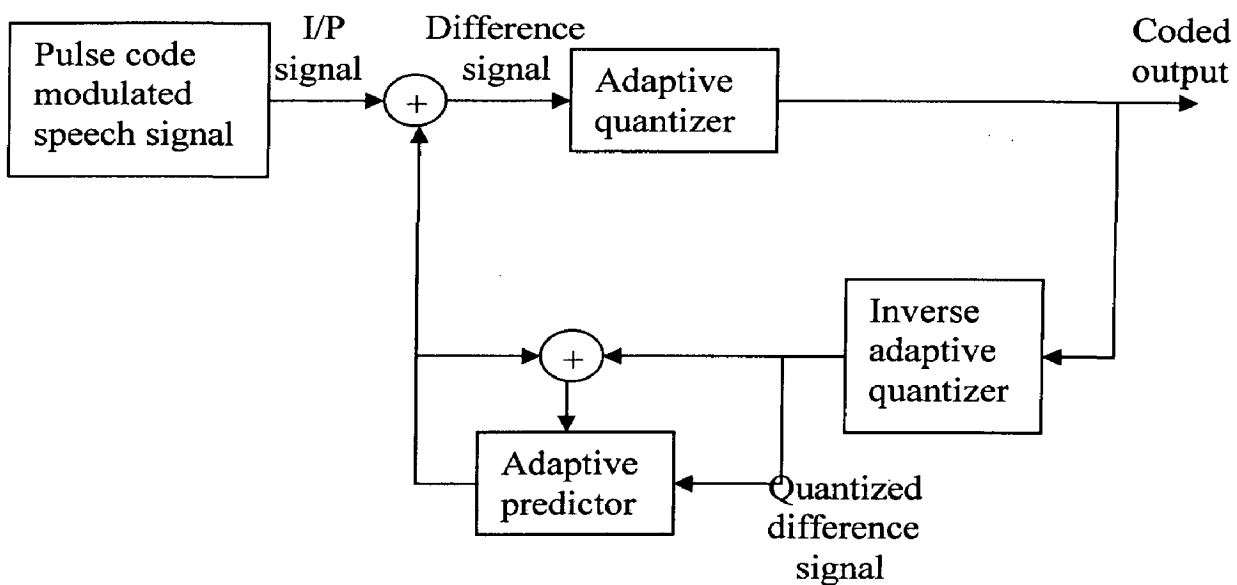 Pulse code
modulated
speech signal
I/P
signal
+
Difference
signal
Adaptive
quantizer
Coded
output
Inverse
adaptive
quantizer
+
Adaptive
predictor
Quantized
difference
signal